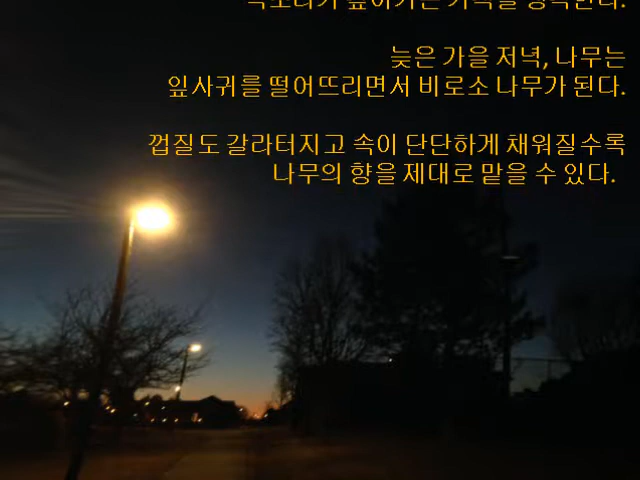 늦은 가을 저녁, 나무는
잎사귀를 떨어뜨리면서 비로소 나무가 된다.
껍질도 갈라터지고 속이 단단하게 채워질수록
나무의 향을 제대로 맡을 수 있다.